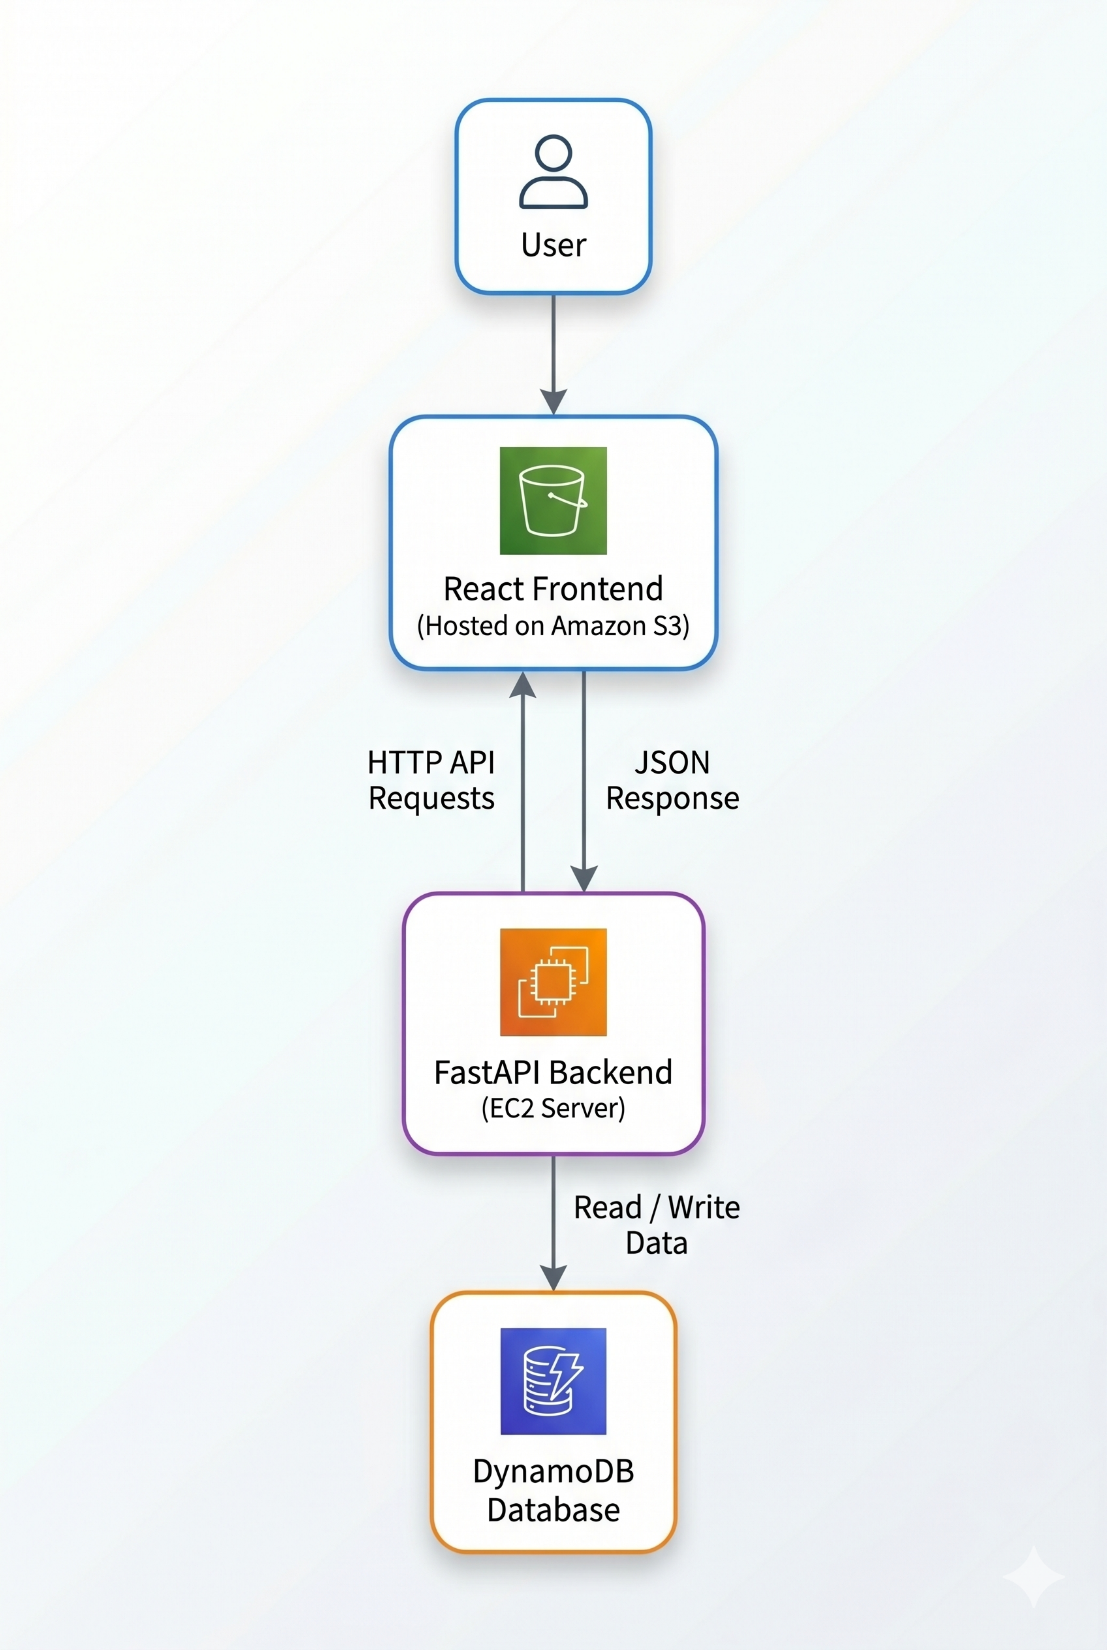 User
React Frontend
(Hosted on Amazon S3)
HTTP API
Requests
JSON
Response
FastAPI Backend
(EC2 Server)
Read / Write
Data
DynamoDB
Database